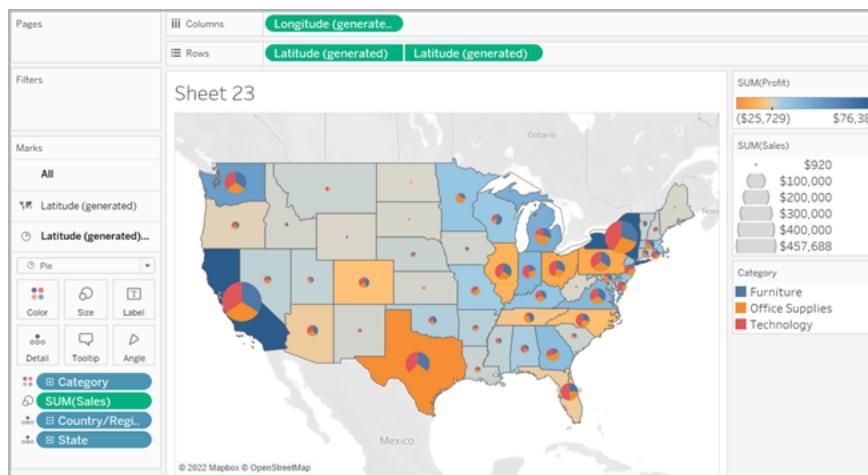 Pages
Columns
Longitude (generate..
Rows
Latitude (generated)
Latitude (generated)
Filters
Sheet 23
Marks
All
Latitude (generated)
Latitude (generated)...
Pie
Color
Size
Label
Detail
Tooltip
Angle
Category
SUM(Sales)
Country/Regi..
State
Ontario
Mexico
© 2022 Mapbox © OpenStreetMap
SUM(Profit)
($25,729)
$76,38
SUM(Sales)
$920
$100,000
$200,000
$300,000
$400,000
$457,688
Category
Furniture
Office Supplies
Technology